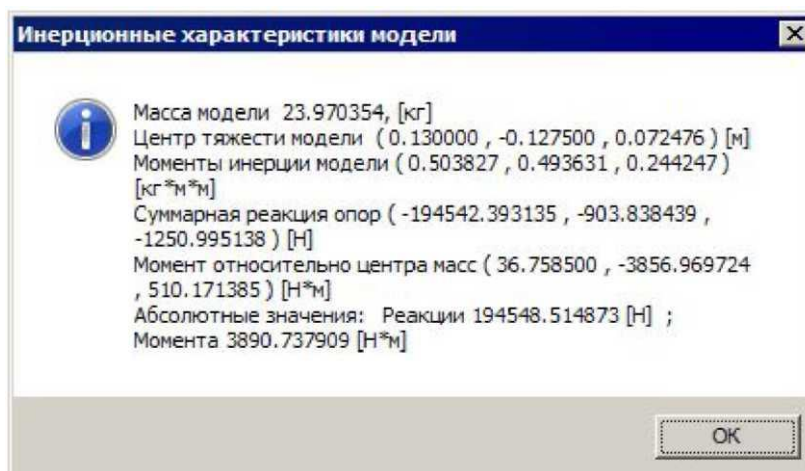 Инерционные характеристики модели
Масса модели 23.970354, [кг]
Центр тяжести модели ( 0.130000 , -0.127500 , 0.072476 ) [м]
Моменты инерции модели ( 0.503827 , 0.493631 , 0.244247 )
[кг*м*м]
Суммарная реакция опор ( -194542.393135 , -903.838439 ,
-1250.995138 ) [Н]
Момент относительно центра масс ( 36.758500 , -3856.969724
, 510.171385 ) [Н*м]
Абсолютные значения: Реакции 194548.514873 [Н] ;
Момента 3890.737909 [Н*м]
ОК